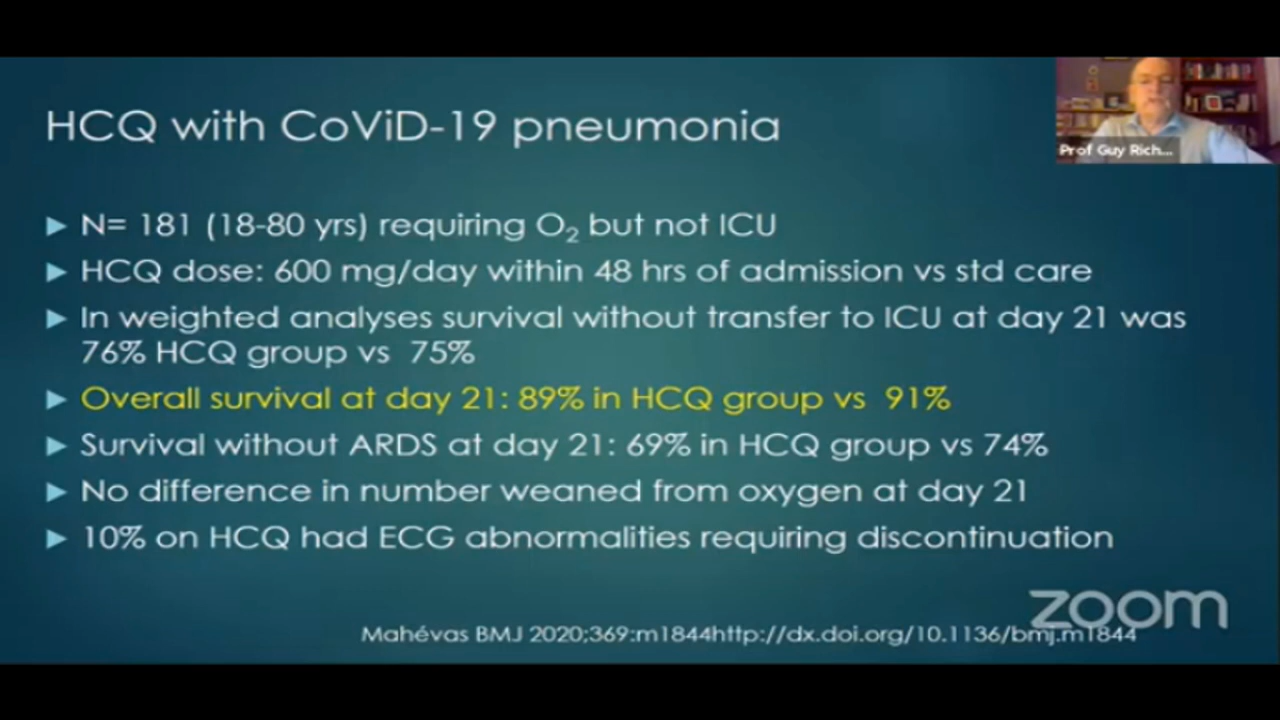 HCQ with CoViD-19 pneumonia
Prof Guy Rich...
► N= 181 (18-80 yrs) requiring O₂ but not ICU
► HCQ dose: 600 mg/day within 48 hrs of admission vs std care
► In weighted analyses survival without transfer to ICU at day 21 was
76% HCQ group vs 75%
► Overall survival at day 21: 89% in HCQ group vs 91%
► Survival without ARDS at day 21: 69% in HCQ group vs 74%
► No difference in number weaned from oxygen at day 21
► 10% on HCQ had ECG abnormalities requiring discontinuation
zoom
Mahévas BMJ 2020;369:m1844http://dx.doi.org/10.1136/bmj.m1844